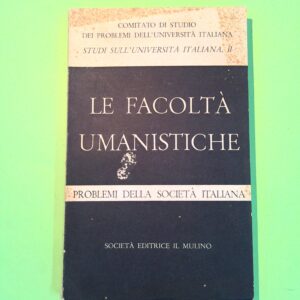 COMITATO DI STUDIO
DEI PROBLEMI DELL'UNIVERSITÀ ITALIANA
STUDI SULL'UNIVERSITÀ ITALIANA. II
LE FACOLTÀ
UMANISTICHE
PROBLEMI DELLA SOCIETÀ ITALIANA
SOCIETÀ EDITRICE IL MULINO